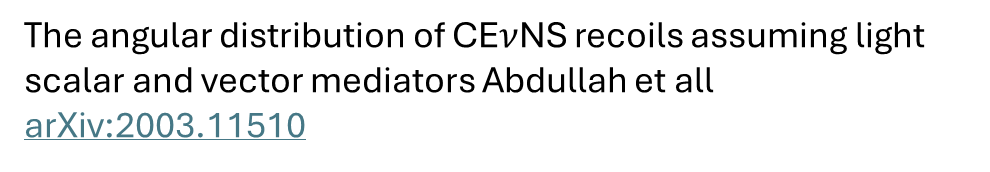 The angular distribution of CE𝜈NS recoils assuming light
scalar and vector mediators Abdullah et all
arXiv:2003.11510